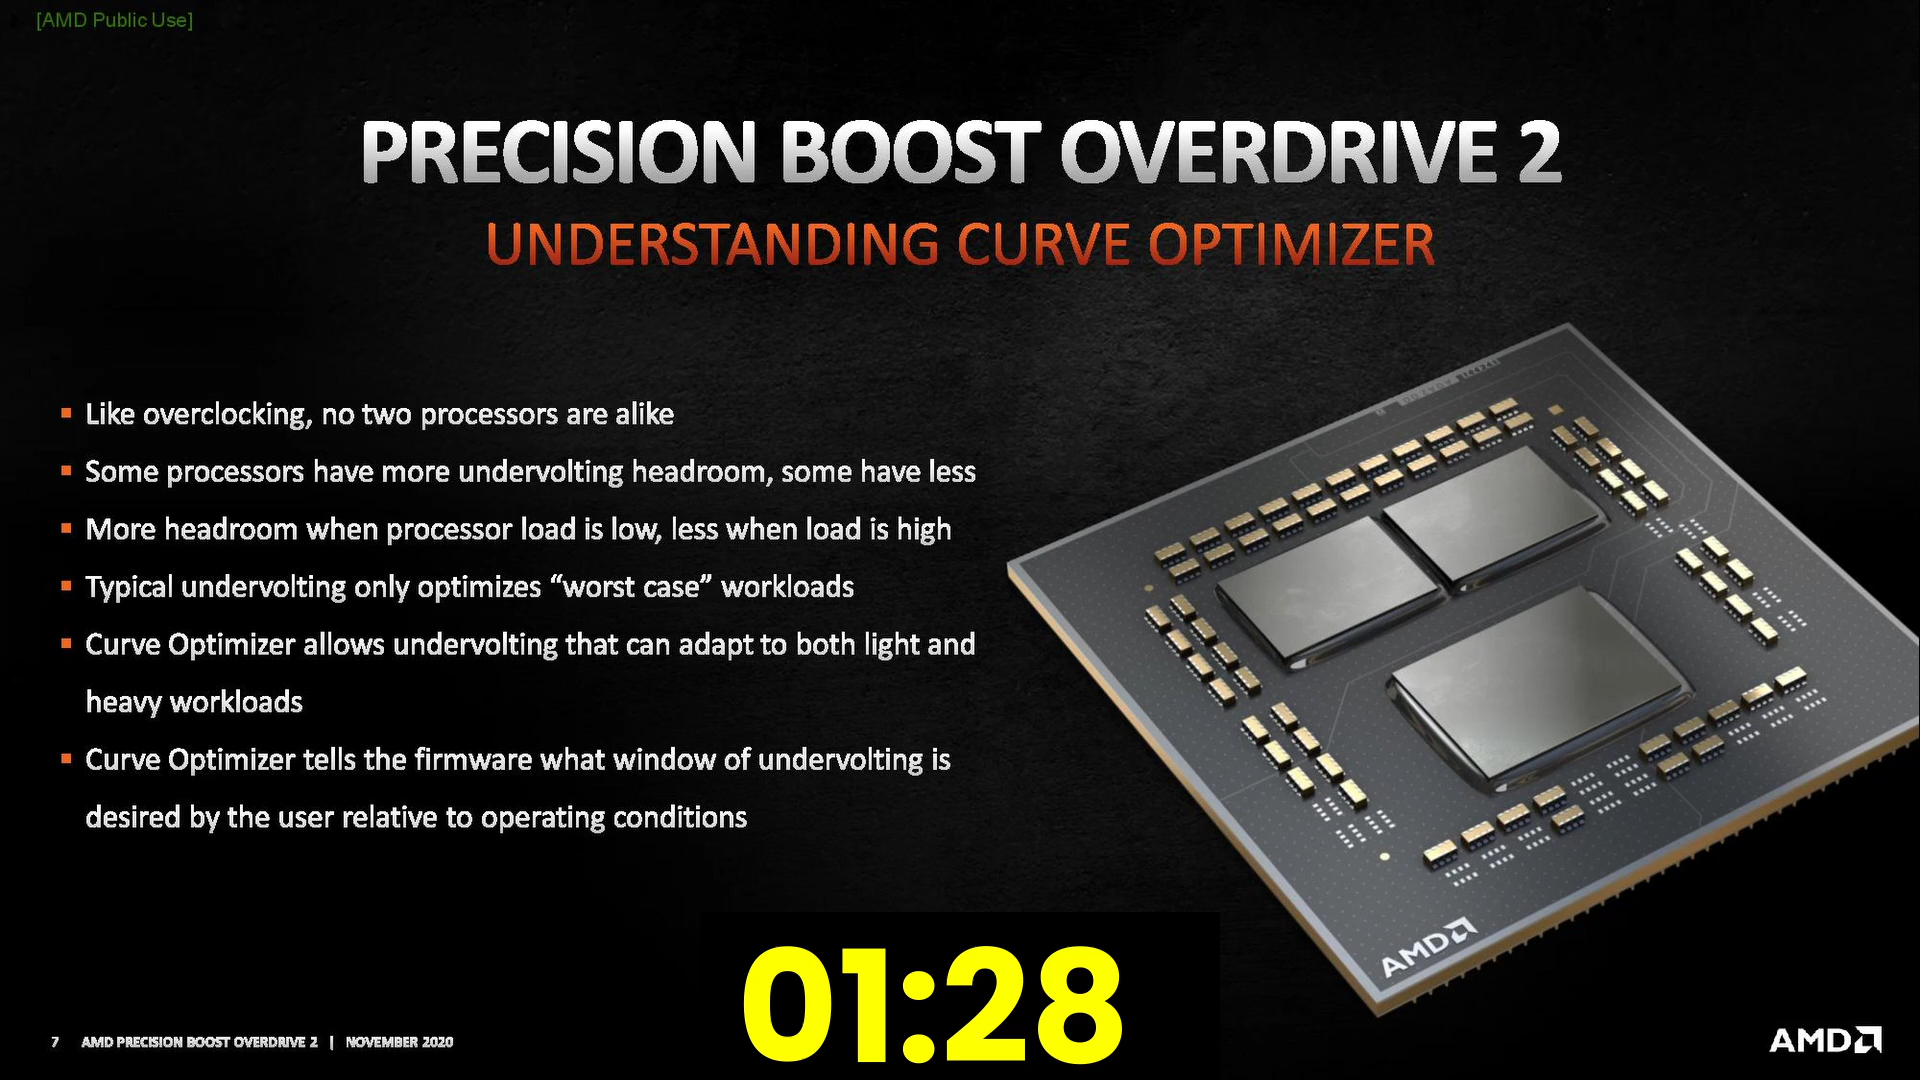 [AMD Public Use]
PRECISION BOOST OVERDRIVE 2
UNDERSTANDING CURVE OPTIMIZER
Like overclocking, no two processors are alike
Some processors have more undervolting headroom, some have less
More headroom when processor load is low, less when load is high
Typical undervolting only optimizes “worst case” workloads
Curve Optimizer allows undervolting that can adapt to both light and
heavy workloads
Curve Optimizer tells the firmware what window of undervolting is
desired by the user relative to operating conditions
AMD
01:28
7 AMD PRECISION BOOST OVERDRIVE 2 | NOVEMBER 2020
AMD